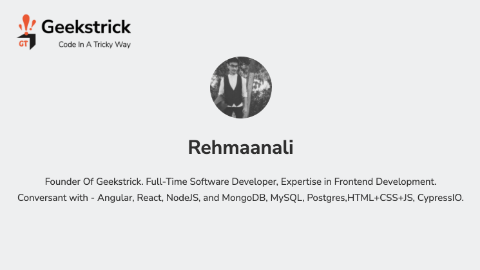 Geekstrick
GT
Code In A Tricky Way
Rehmaanali
Founder Of Geekstrick. Full-Time Software Developer, Expertise in Frontend Development.
Conversant with - Angular, React, NodeJS, and MongoDB, MySQL, Postgres,HTML+CSS+JS, CypressIO.